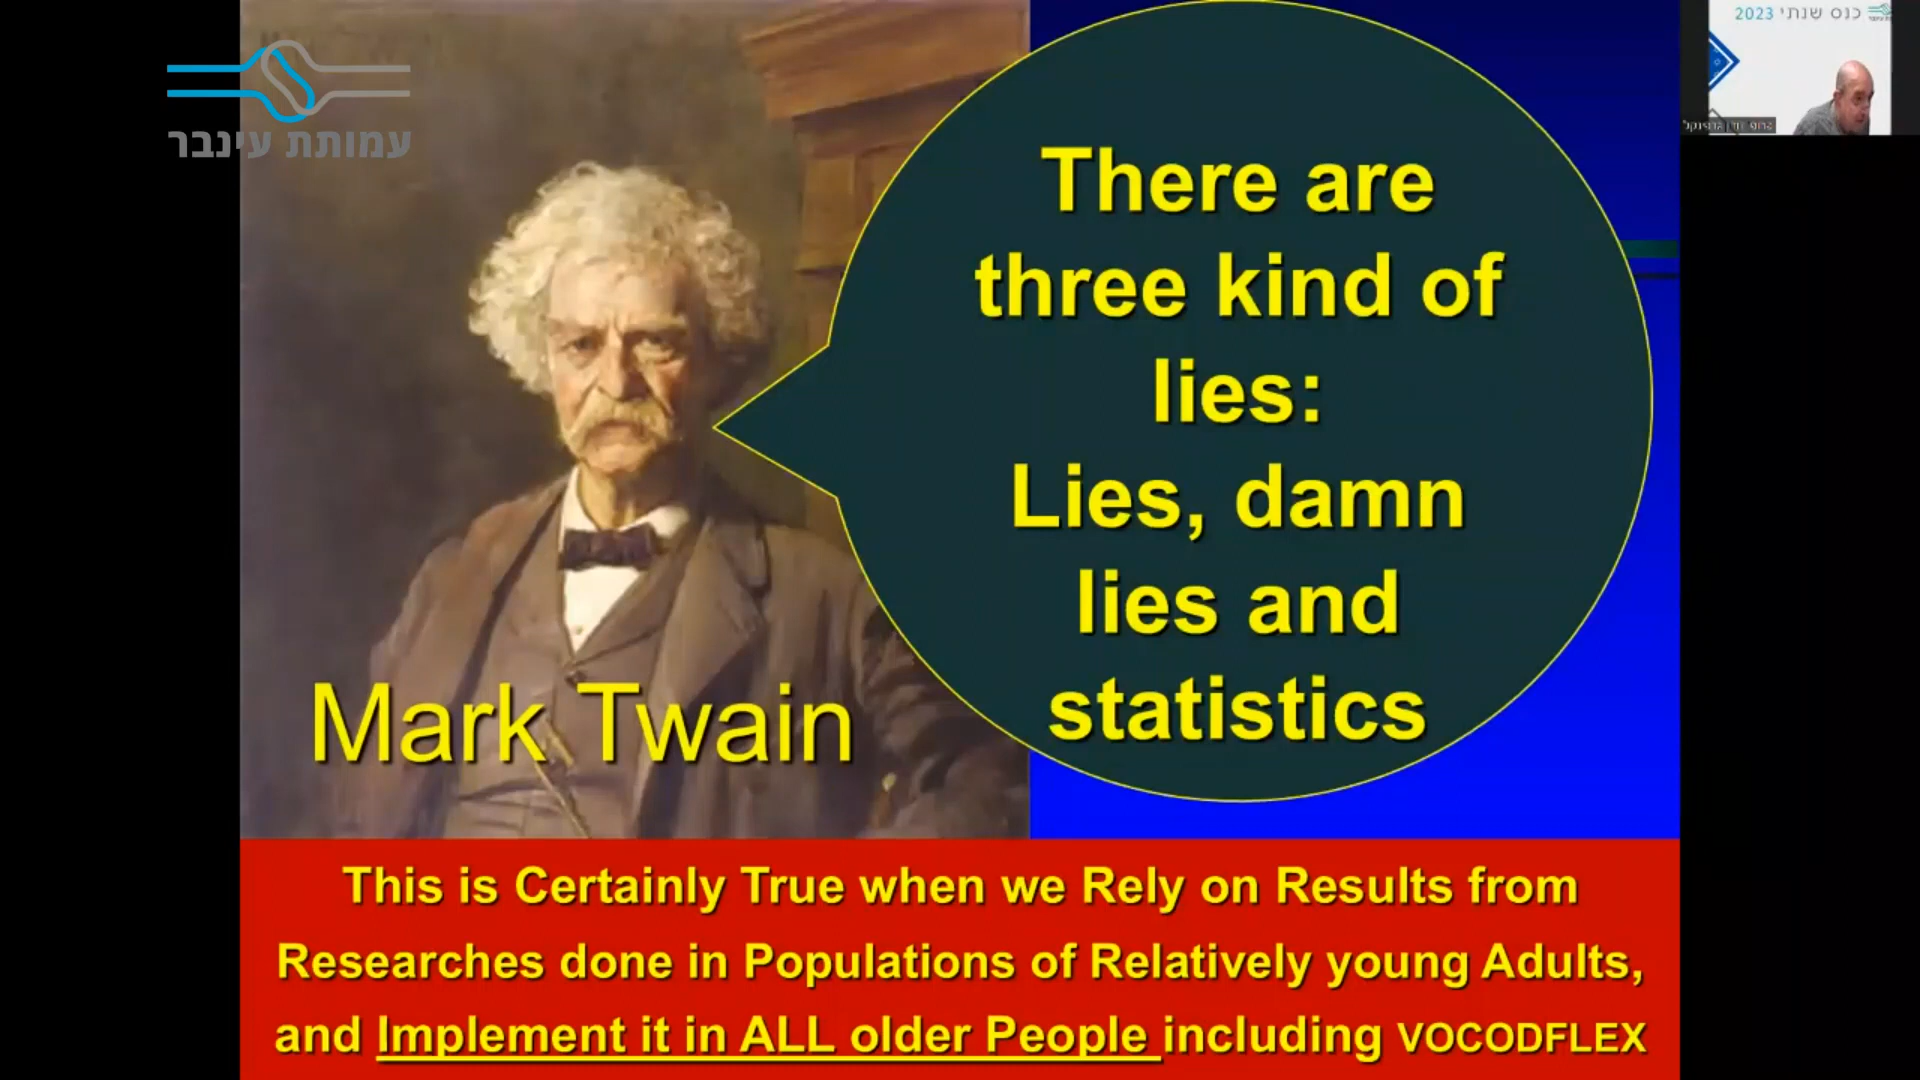 כנס שנתי 2023
עמותת עינבר
There are
three kind of
lies:
Lies, damn
lies and
statistics
Mark Twain
This is Certainly True when we Rely on Results from
Researches done in Populations of Relatively young Adults,
and Implement it in ALL older People including VOCODFLEX